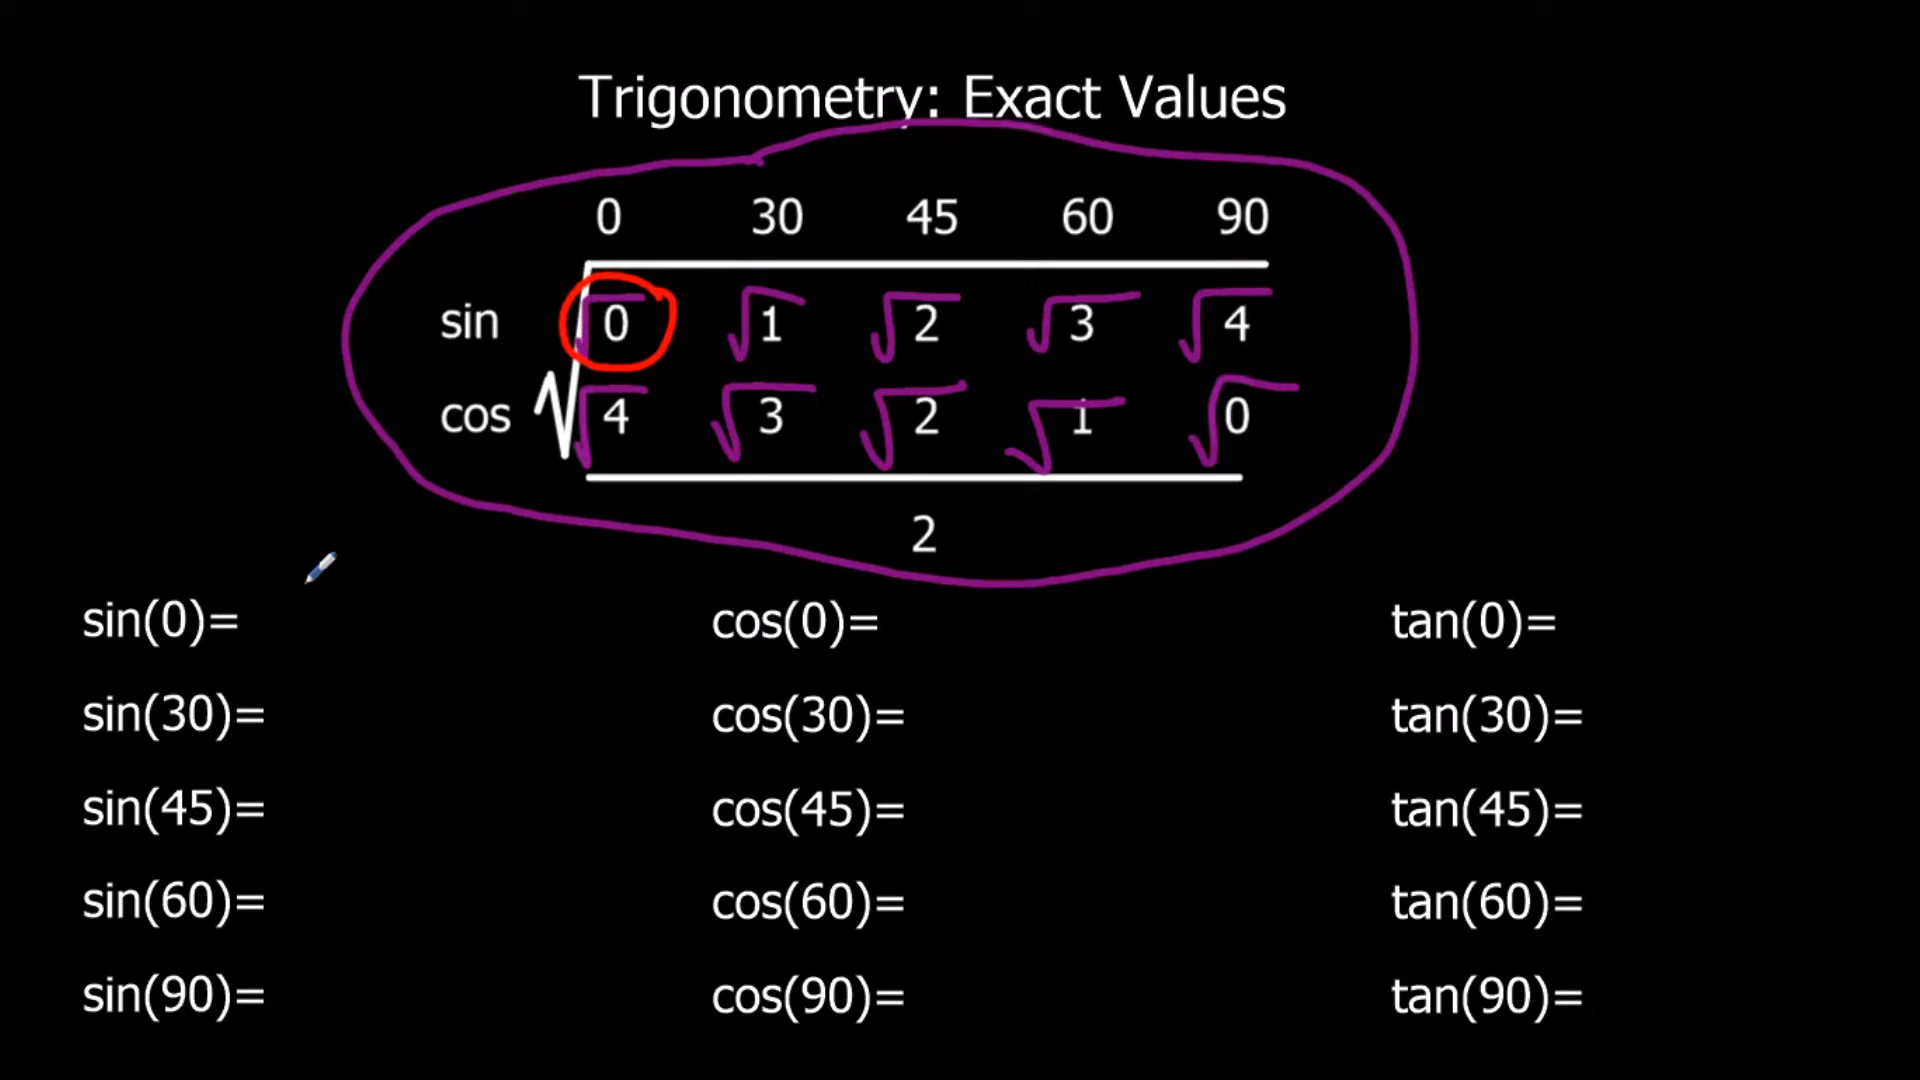 Trigonometry: Exact Values
0 30 45 60 90
sin √0 √1 √2 √3 √4
cos √4 √3 √2 √1 √0
2
sin(0)= cos(0)= tan(0)=
sin(30)= cos(30)= tan(30)=
sin(45)= cos(45)= tan(45)=
sin(60)= cos(60)= tan(60)=
sin(90)= cos(90)= tan(90)=